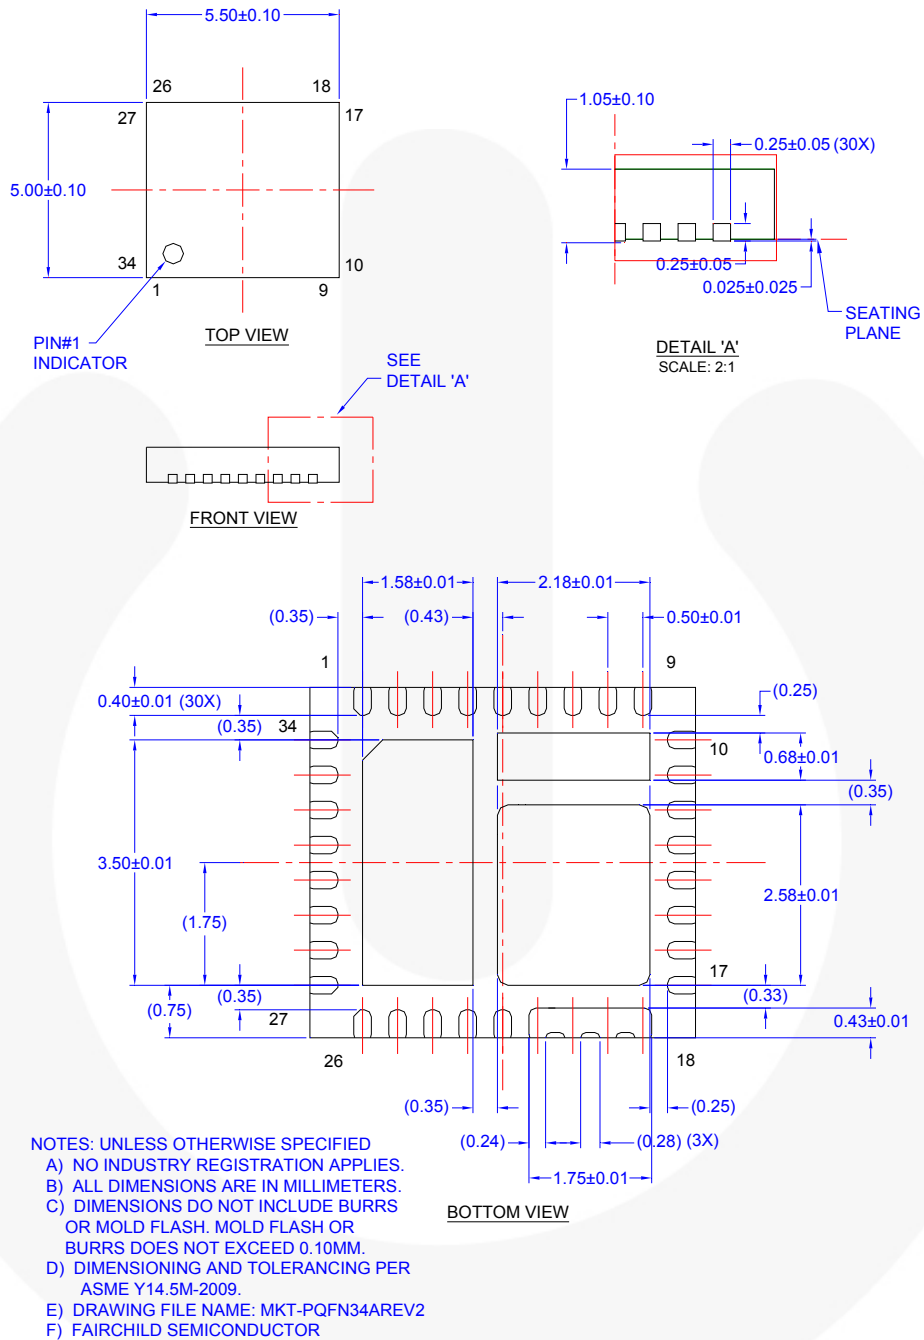 5.50±0.10
26
18
27
17
5.00±0.10
34
10
1
9
PIN#1
INDICATOR
TOP VIEW
1.05±0.10
0.25±0.05 (30X)
0.25±0.05
0.025±0.025
SEATING
PLANE
DETAIL 'A'
SCALE: 2:1
SEE
DETAIL 'A'
FRONT VIEW
1.58±0.01
2.18±0.01
(0.35)
(0.43)
0.50±0.01
1
9
0.40±0.01 (30X)
(0.25)
(0.35)
34
10
0.68±0.01
(0.35)
3.50±0.01
2.58±0.01
(1.75)
17
(0.35)
(0.33)
(0.75)
27
0.43±0.01
26
18
(0.35)
(0.25)
(0.24)
(0.28) (3X)
1.75±0.01
BOTTOM VIEW
NOTES: UNLESS OTHERWISE SPECIFIED
A) NO INDUSTRY REGISTRATION APPLIES.
B) ALL DIMENSIONS ARE IN MILLIMETERS.
C) DIMENSIONS DO NOT INCLUDE BURRS
OR MOLD FLASH. MOLD FLASH OR
BURRS DOES NOT EXCEED 0.10MM.
D) DIMENSIONING AND TOLERANCING PER
ASME Y14.5M-2009.
E) DRAWING FILE NAME: MKT-PQFN34AREV2
F) FAIRCHILD SEMICONDUCTOR